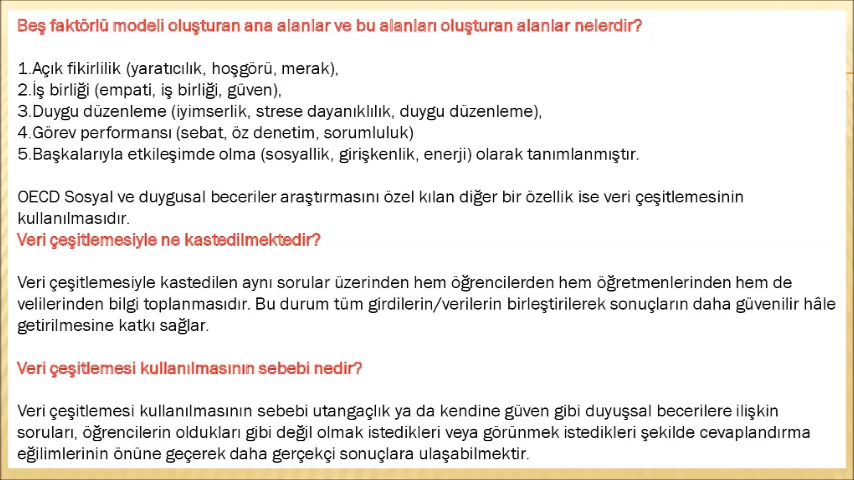 Beş faktörlü modeli oluşturan ana alanlar ve bu alanları oluşturan alanlar nelerdir?
1.Açık fikirlilik (yaratıcılık, hoşgörü, merak),
2.İş birliği (empati, iş birliği, güven),
3.Duygu düzenleme (iyimserlik, strese dayanıklılık, duygu düzenleme),
4.Görev performansı (sebat, öz denetim, sorumluluk)
5.Başkalarıyla etkileşimde olma (sosyallik, girişkenlik, enerji) olarak tanımlanmıştır.
OECD Sosyal ve duygusal beceriler araştırmasını özel kılan diğer bir özellik ise veri çeşitlemesinin
kullanılmasıdır.
Veri çeşitlemesiyle ne kastedilmektedir?
Veri çeşitlemesiyle kastedilen aynı sorular üzerinden hem öğrencilerden hem öğretmenlerinden hem de
velilerinden bilgi toplanmasıdır. Bu durum tüm girdilerin/verilerin birleştirilerek sonuçların daha güvenilir hâle
getirilmesine katkı sağlar.
Veri çeşitlemesi kullanılmasının sebebi nedir?
Veri çeşitlemesi kullanılmasının sebebi utangaçlık ya da kendine güven gibi duyuşsal becerilere ilişkin
soruları, öğrencilerin oldukları gibi değil olmak istedikleri veya görünmek istedikleri şekilde cevaplandırma
eğilimlerinin önüne geçerek daha gerçekçi sonuçlara ulaşabilmektir.